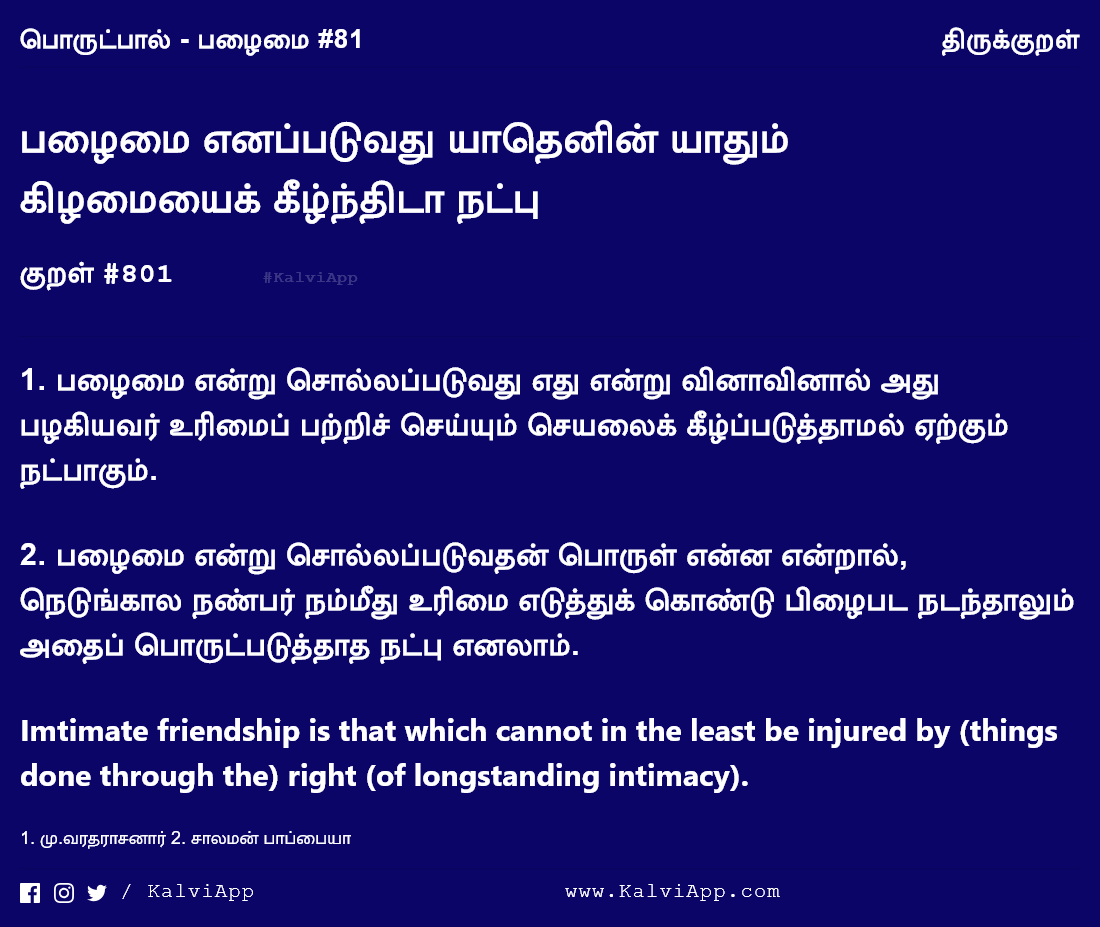 பொருட்பால் - பழைமை #81
திருக்குறள்
பழைமை எனப்படுவது யாதெனின் யாதும்
கிழமையைக் கீழ்ந்திடா நட்பு
குறள் #801
#KalviApp
1. பழைமை என்று சொல்லப்படுவது எது என்று வினாவினால் அது
பழகியவர் உரிமைப் பற்றிச் செய்யும் செயலைக் கீழ்ப்படுத்தாமல் ஏற்கும்
நட்பாகும்.
2. பழைமை என்று சொல்லப்படுவதன் பொருள் என்ன என்றால்,
நெடுங்கால நண்பர் நம்மீது உரிமை எடுத்துக் கொண்டு பிழைபட நடந்தாலும்
அதைப் பொருட்படுத்தாத நட்பு எனலாம்.
Imtimate friendship is that which cannot in the least be injured by (things
done through the) right (of longstanding intimacy).
1. மு.வரதராசனார் 2. சாலமன் பாப்பையா
/ KalviApp
www.KalviApp.com